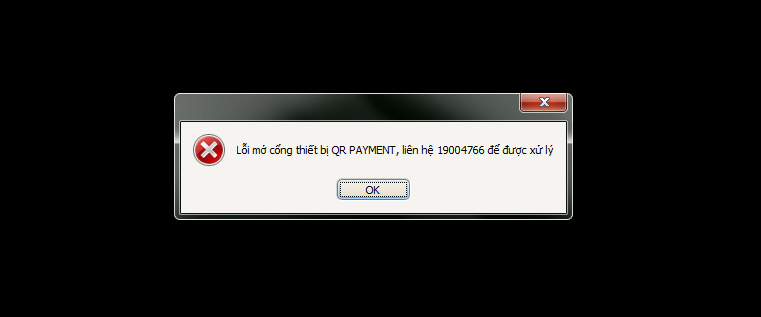 Lỗi mở cổng thiết bị QR PAYMENT, liên hệ 19004766 để được xử lý
OK